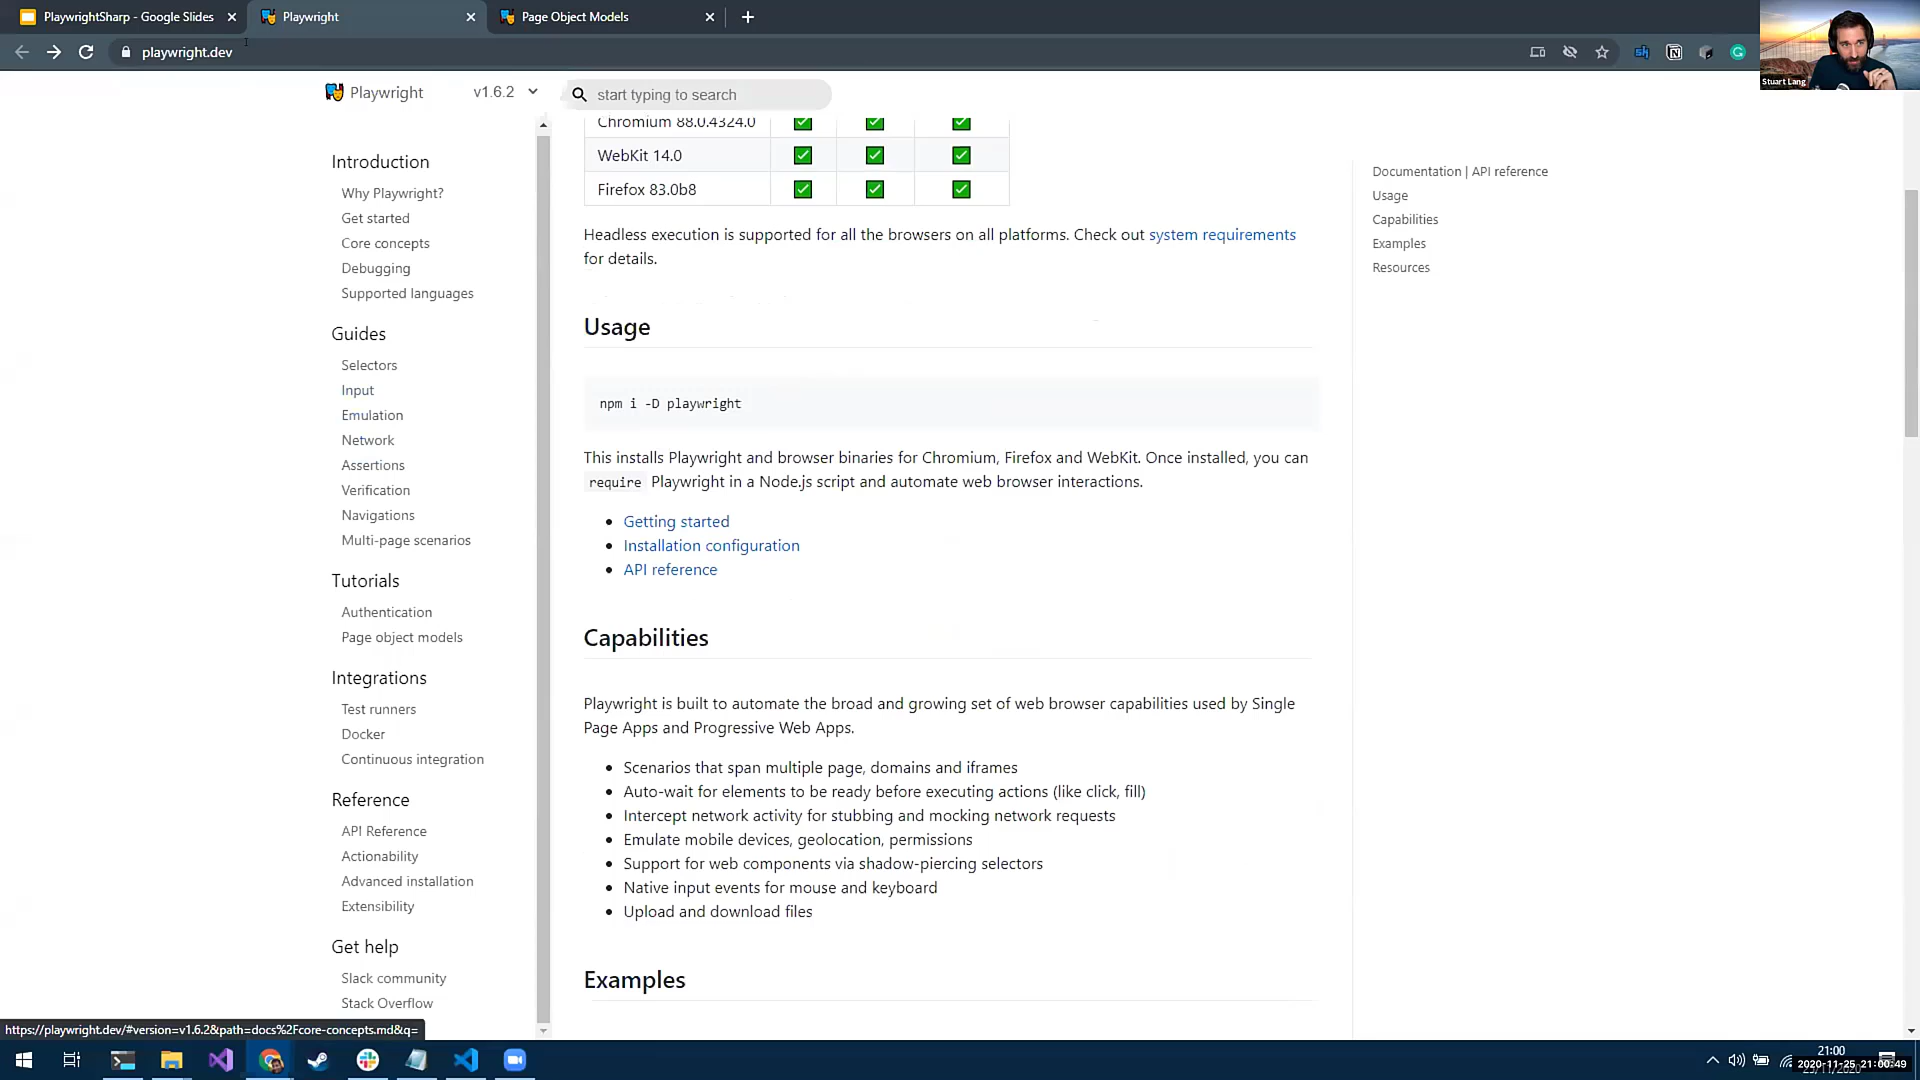 PlaywrightSharp - Google Slides
Playwright
Page Object Models
playwright.dev
Stuart Lang
Playwright
v1.6.2
start typing to search
Introduction
Why Playwright?
Get started
Core concepts
Debugging
Supported languages
Guides
Selectors
Input
Emulation
Network
Assertions
Verification
Navigations
Multi-page scenarios
Tutorials
Authentication
Page object models
Integrations
Test runners
Docker
Continuous integration
Reference
API Reference
Actionability
Advanced installation
Extensibility
Get help
Slack community
Stack Overflow
Chromium 88.0.4324.0
WebKit 14.0
Firefox 83.0b8
Headless execution is supported for all the browsers on all platforms. Check out system requirements
for details.
Usage
npm i -D playwright
This installs Playwright and browser binaries for Chromium, Firefox and WebKit. Once installed, you can
require Playwright in a Node.js script and automate web browser interactions.
Getting started
Installation configuration
API reference
Capabilities
Playwright is built to automate the broad and growing set of web browser capabilities used by Single
Page Apps and Progressive Web Apps.
Scenarios that span multiple page, domains and iframes
Auto-wait for elements to be ready before executing actions (like click, fill)
Intercept network activity for stubbing and mocking network requests
Emulate mobile devices, geolocation, permissions
Support for web components via shadow-piercing selectors
Native input events for mouse and keyboard
Upload and download files
Examples
Documentation | API reference
Usage
Capabilities
Examples
Resources
https://playwright.dev/#version=v1.6.2&path=docs%2Fcore-concepts.md&q=
21:00
2020-11-25 21:00:49